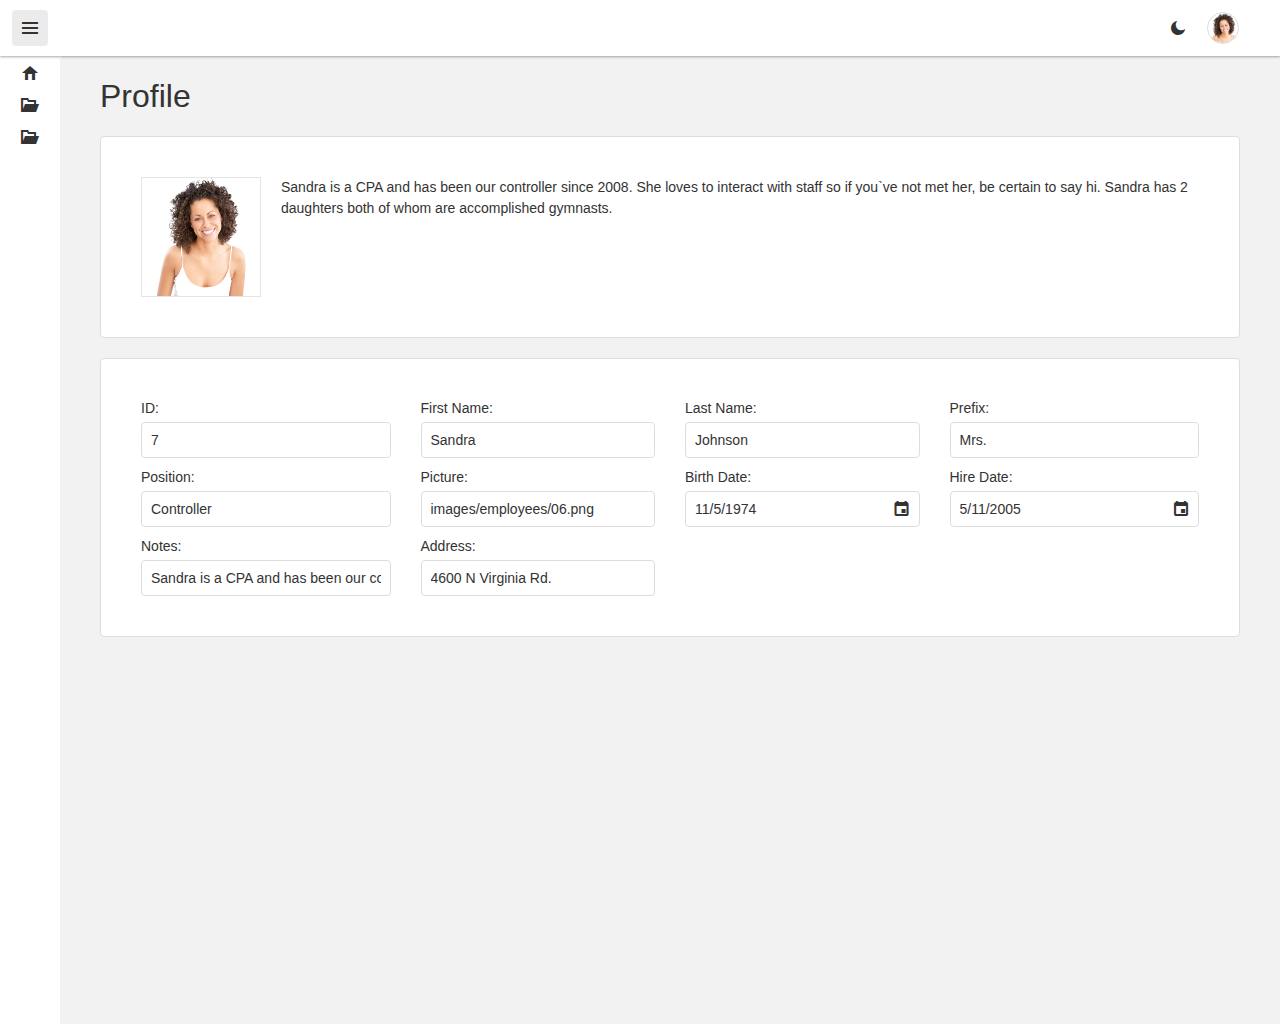 Profile
Sandra is a CPA and has been our controller since 2008. She loves to interact with staff so if you`ve not met her, be certain to say hi. Sandra has 2
daughters both of whom are accomplished gymnasts.
ID:
7
First Name:
Sandra
Last Name:
Johnson
Prefix:
Mrs.
Position:
Controller
Picture:
images/employees/06.png
Birth Date:
11/5/1974
Hire Date:
5/11/2005
Notes:
Sandra is a CPA and has been our
Address:
4600 N Virginia Rd.